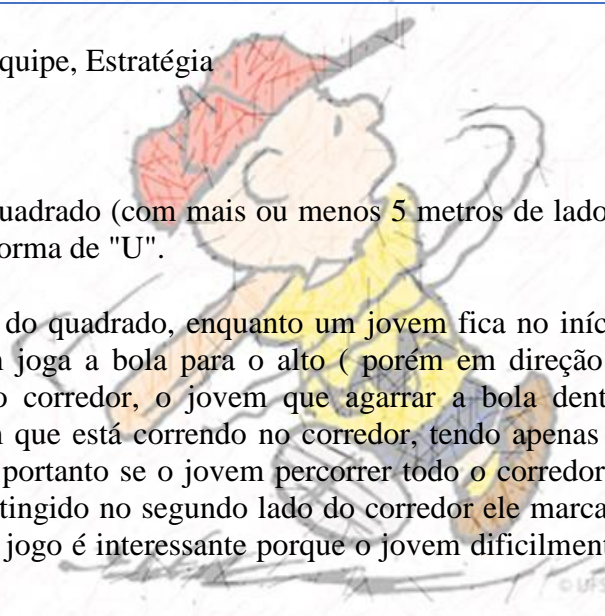 quipe, Estratégia
uadrado (com mais ou menos 5 metros de lado
orma de "U".
do quadrado, enquanto um jovem fica no iníc
joga a bola para o alto ( porém em direção
o corredor, o jovem que agarrar a bola dent
que está correndo no corredor, tendo apenas
portanto se o jovem percorrer todo o corredor
tingido no segundo lado do corredor ele marca
jogo é interessante porque o jovem dificilment